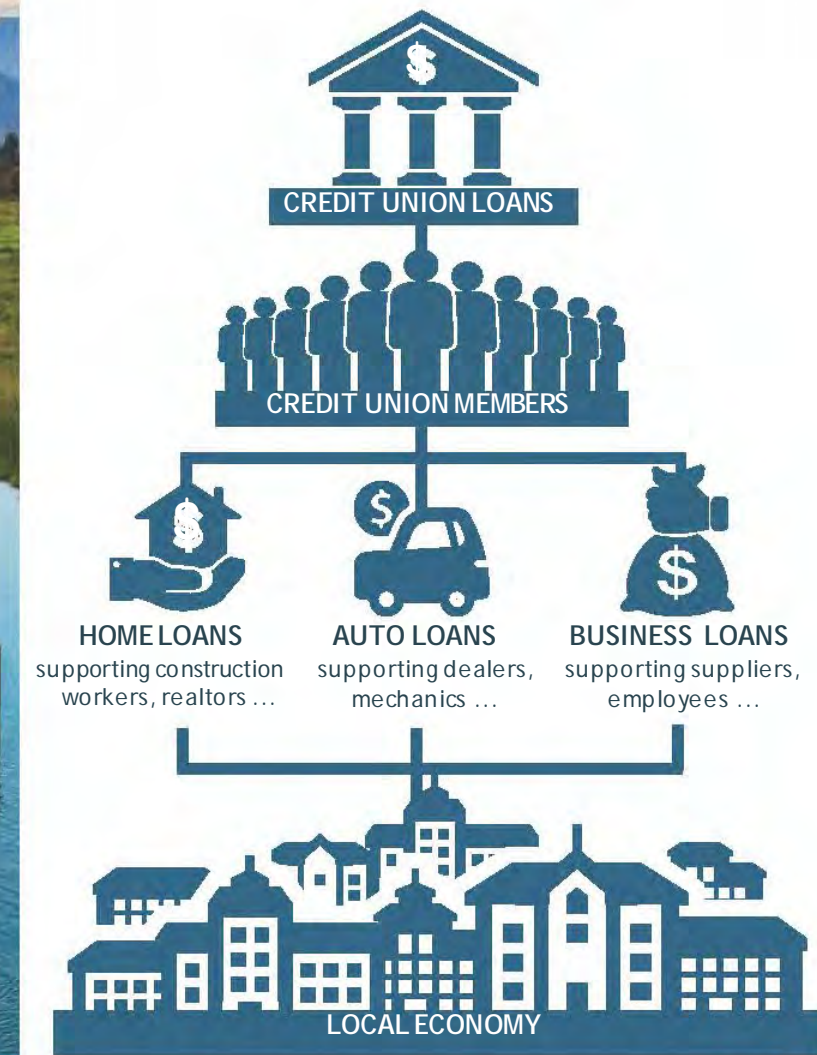 $
CREDIT UNION LOANS
CREDIT UNION MEMBERS
$
$
$
HOME LOANS
supporting construction
workers, realtors ...
AUTO LOANS
supporting dealers,
mechanics ...
BUSINESS LOANS
supporting suppliers,
employees ...
LOCAL ECONOMY